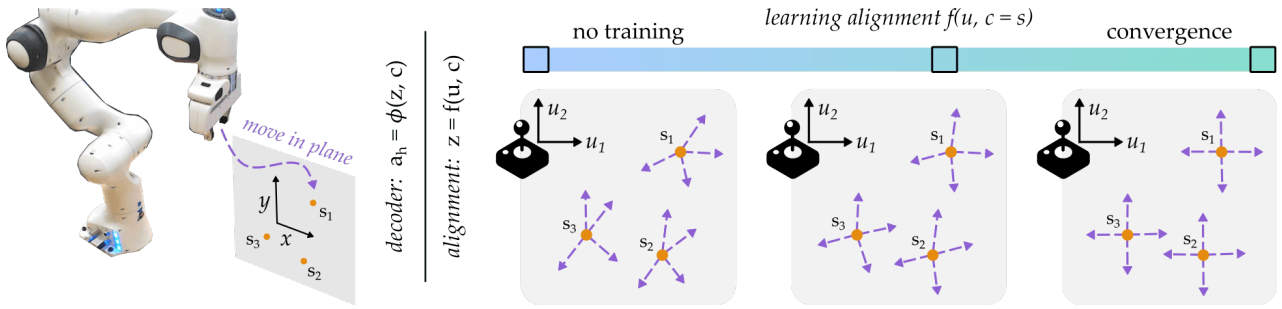 move in plane
y
x
s₁
s₃
s₂
decoder: aₕ = ϕ(z, c)
alignment: z = f(u, c)
learning alignment f(u, c = s)
no training
convergence
u₂
u₁
s₁
s₃
s₂
u₂
u₁
s₁
s₃
s₂
u₂
u₁
s₁
s₃
s₂